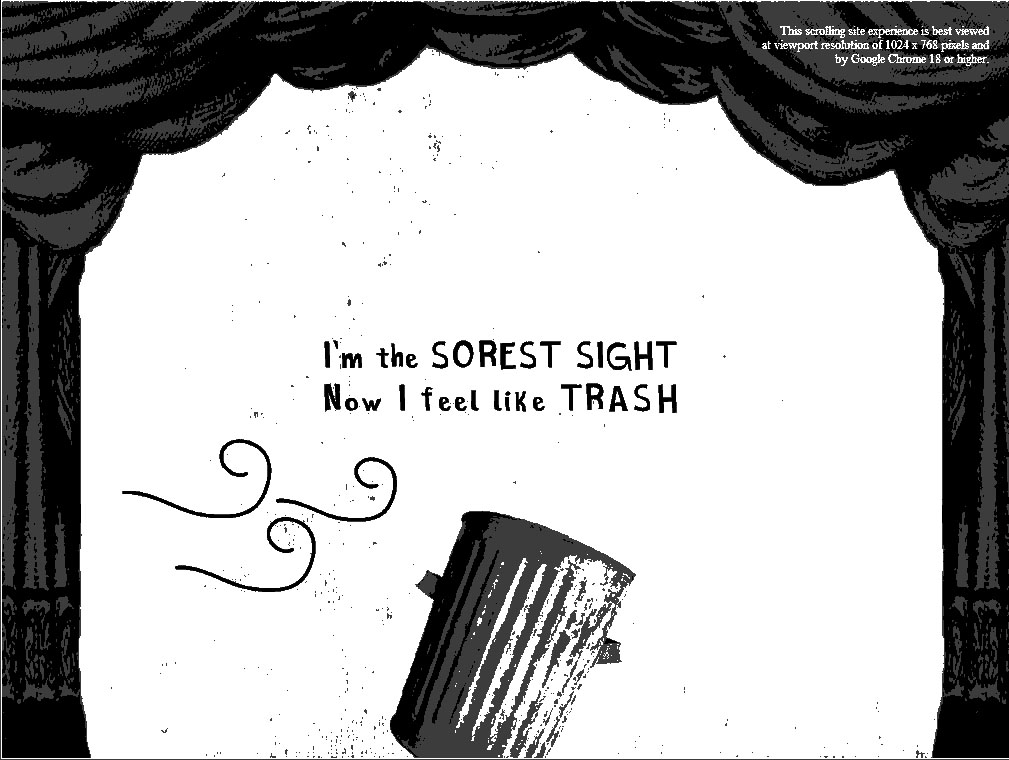 This scrolling site experience is best viewed
at viewport resolution of 1024 x 768 pixels and
by Google Chrome 18 or higher.
I'm the SOREST SIGHT
Now I feel like TRASH